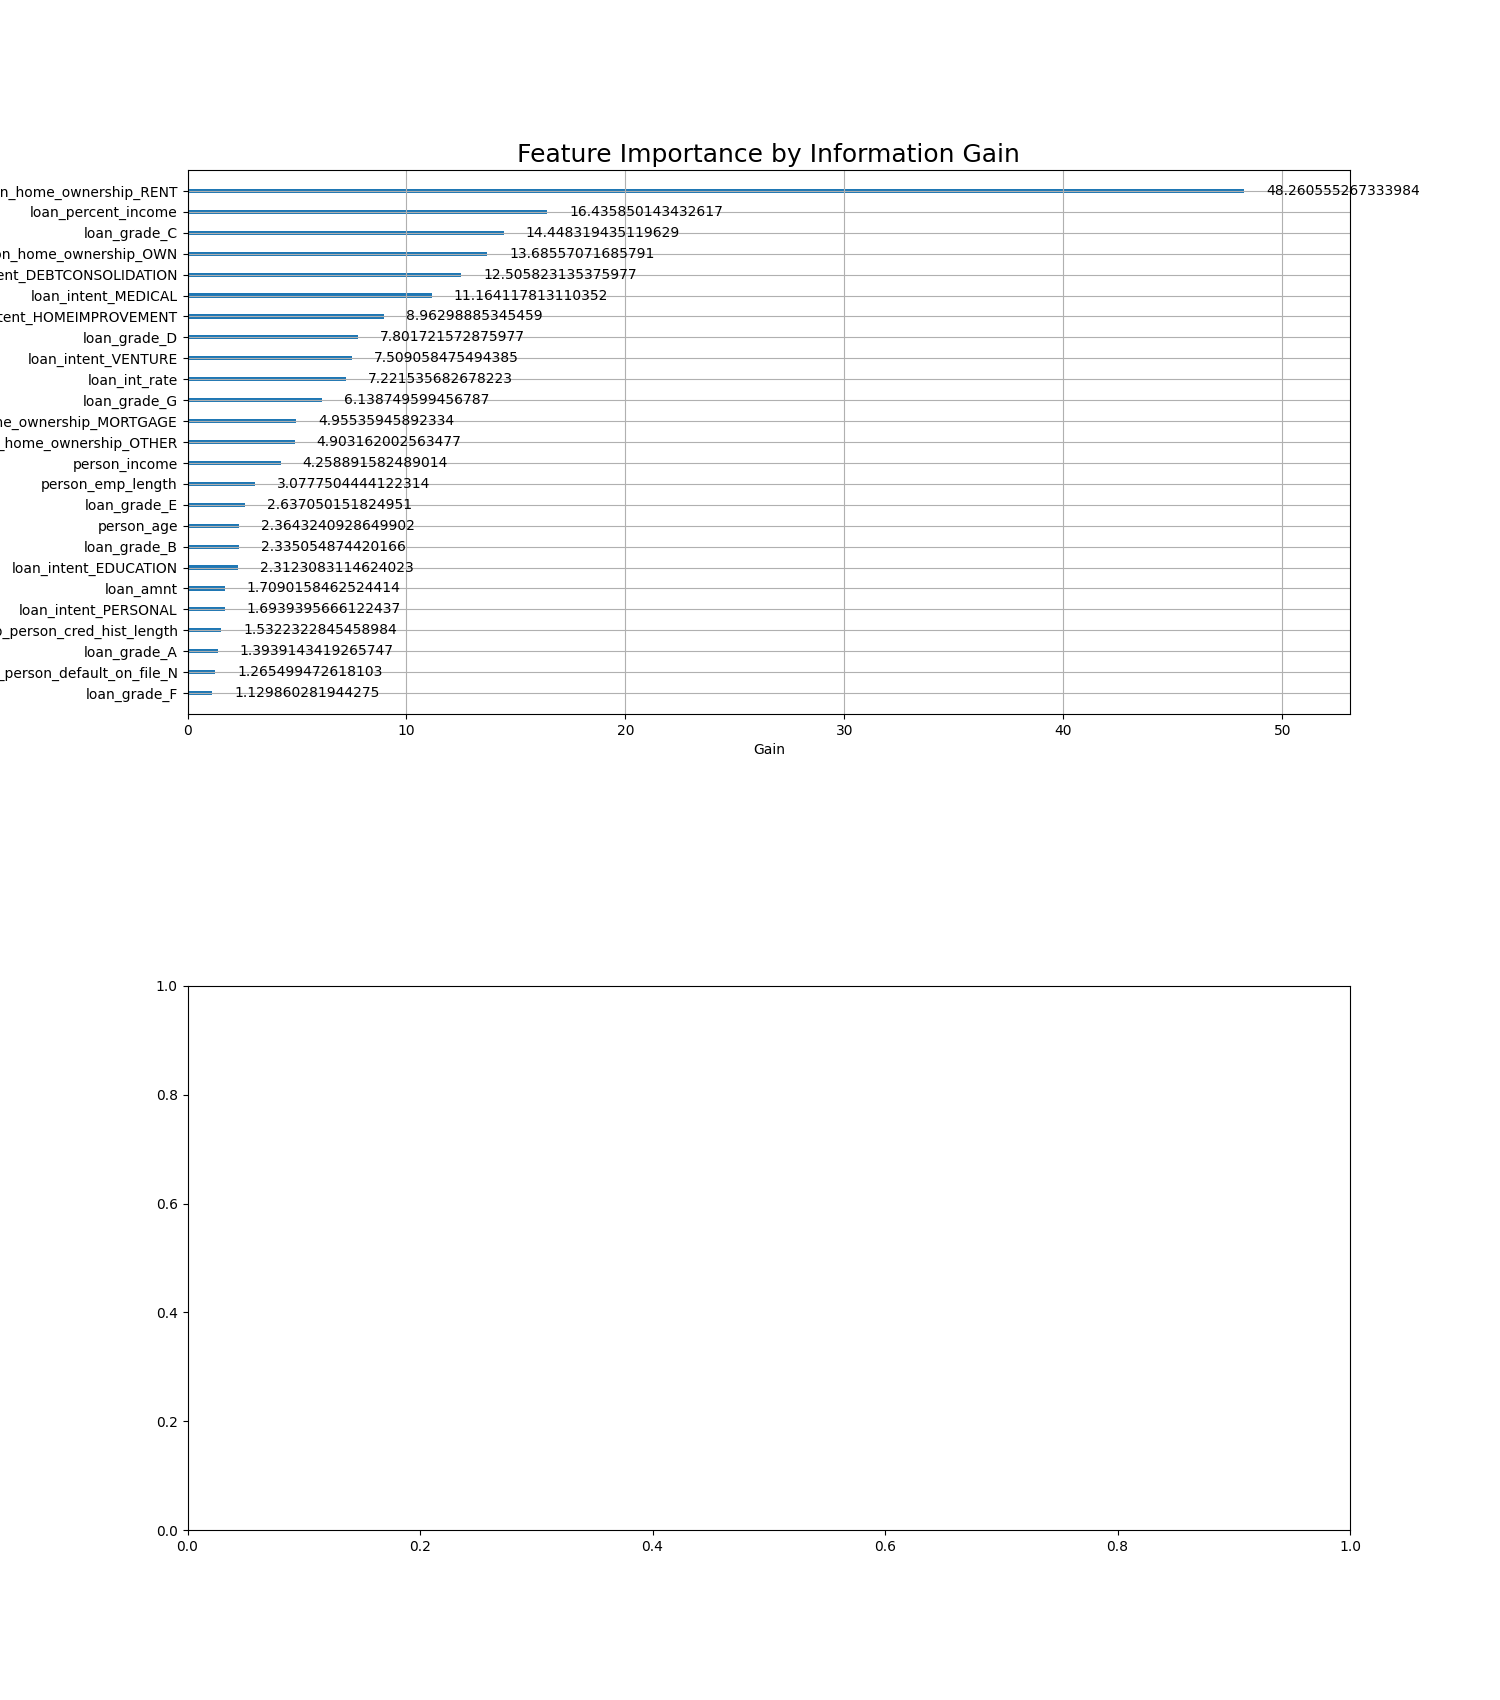 Feature Importance by Information Gain
n_home_ownership_RENT 48.260555267333984
loan_percent_income 16.435850143432617
loan_grade_C 14.448319435119629
on_home_ownership_OWN 13.68557071685791
ent_DEBTCONSOLIDATION 12.505823135375977
loan_intent_MEDICAL 11.164117813110352
tent_HOMEIMPROVEMENT 8.96298885345459
loan_grade_D 7.801721572875977
loan_intent_VENTURE 7.509058475494385
loan_int_rate 7.221535682678223
loan_grade_G 6.138749599456787
me_ownership_MORTGAGE 4.95535945892334
_home_ownership_OTHER 4.903162002563477
person_income 4.258891582489014
person_emp_length 3.0777504444122314
loan_grade_E 2.637050151824951
person_age 2.3643240928649902
loan_grade_B 2.335054874420166
loan_intent_EDUCATION 2.3123083114624023
loan_amnt 1.7090158462524414
loan_intent_PERSONAL 1.6939395666122437
b_person_cred_hist_length 1.5322322845458984
loan_grade_A 1.3939143419265747
_person_default_on_file_N 1.265499472618103
loan_grade_F 1.129860281944275
0 10 20 30 40 50
Gain
1.0
0.8
0.6
0.4
0.2
0.0
0.0 0.2 0.4 0.6 0.8 1.0